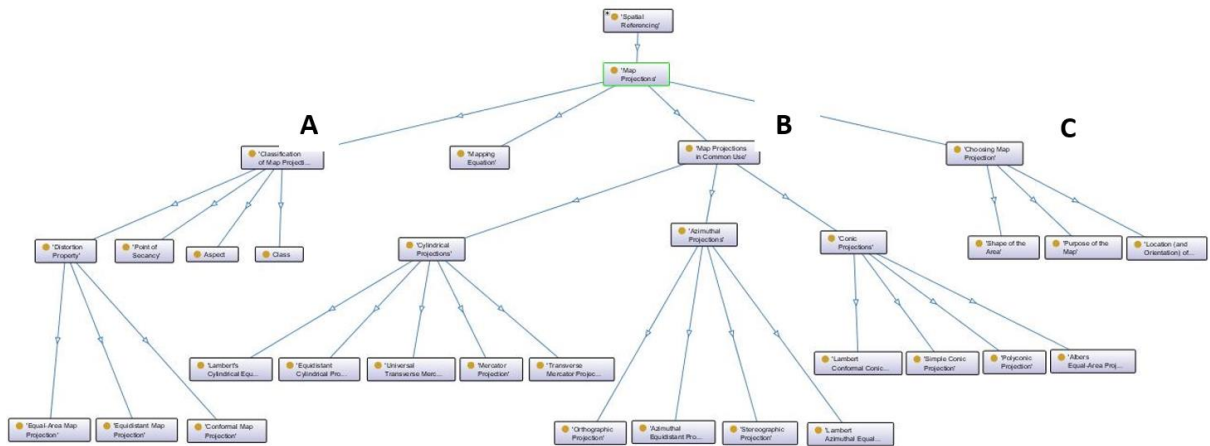 'Spatial
Referencing'
'Map
Projections'
A
B
C
'Classification
of Map Projecti...
'Mapping
Equation'
'Map Projections
in Common Use'
'Choosing Map
Projection'
'Distortion
Property'
'Point of
Secancy'
Aspect
Class
'Cylindrical
Projections'
'Azimuthal
Projections'
'Conic
Projections'
'Shape of the
Area'
'Purpose of the
Map'
'Location (and
Orientation) of...
'Lambert's
Cylindrical Equ...
'Equidistant
Cylindrical Pro...
'Universal
Transverse Merc...
'Mercator
Projection'
'Transverse
Mercator Projec...
'Lambert
Conformal Conic...
'Simple Conic
Projection'
'Polyconic
Projection'
'Albers
Equal-Area Proj...
'Equal-Area Map
Projection'
'Equidistant Map
Projection'
'Conformal Map
Projection'
'Orthographic
Projection'
'Azimuthal
Equidistant Pro...
'Stereographic
Projection'
'Lambert
Azimuthal Equal...